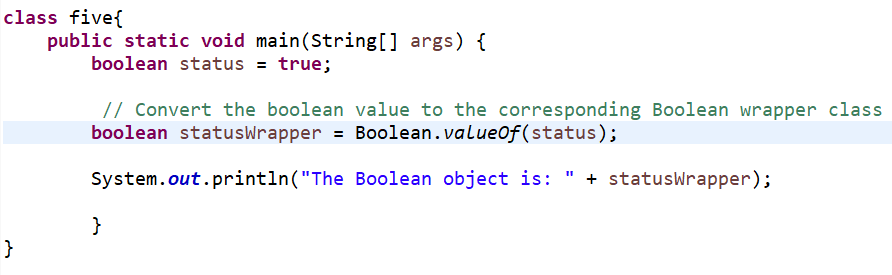 class five{
    public static void main(String[] args) {
        boolean status = true;

         // Convert the boolean value to the corresponding Boolean wrapper class
        boolean statusWrapper = Boolean.valueOf(status);

        System.out.println("The Boolean object is: " + statusWrapper);

        }
}